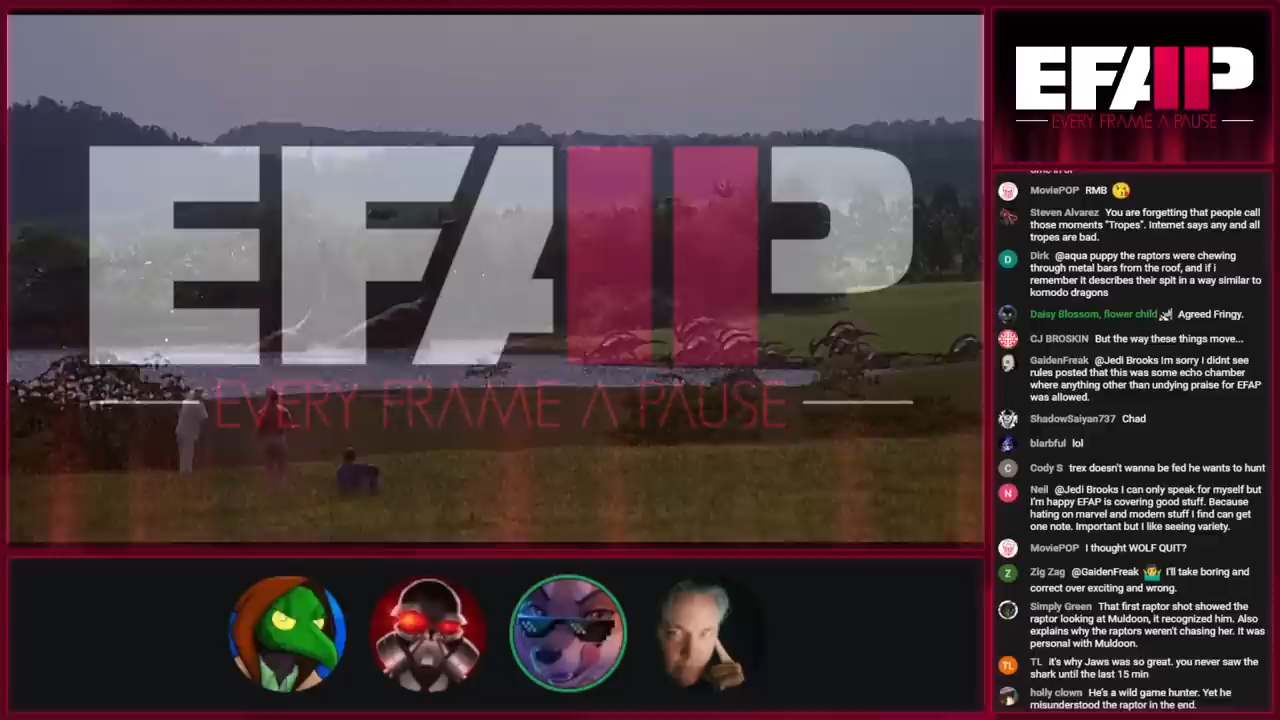 EFAP
EVERY FRAME A PAUSE
EFAP
EVERY FRAME A PAUSE
MoviePOP RMB
Steven Alvarez You are forgetting that people call
those moments "Tropes". Internet says any and all
tropes are bad.
D
Dirk @aqua puppy the raptors were chewing
through metal bars from the roof, and if i
remember it describes their spit in a way similar to
komodo dragons
Daisy Blossom, flower child Agreed Fringy.
CJ BROSKIN But the way these things move...
GaidenFreak @Jedi Brooks Im sorry I didnt see
rules posted that this was some echo chamber
where anything other than undying praise for EFAP
was allowed.
ShadowSaiyan737 Chad
blarbful lol
C
Cody S trex doesn't wanna be fed he wants to hunt
N
Neil @Jedi Brooks I can only speak for myself but
I'm happy EFAP is covering good stuff. Because
hating on marvel and modern stuff I find can get
one note. Important but I like seeing variety.
MoviePOP I thought WOLF QUIT?
Z
Zig Zag @GaidenFreak I'll take boring and
correct over exciting and wrong.
Simply Green That first raptor shot showed the
raptor looking at Muldoon, it recognized him. Also
explains why the raptors weren't chasing her. It was
personal with Muldoon.
TL
TL it's why Jaws was so great. you never saw the
shark until the last 15 min
holly clown He's a wild game hunter. Yet he
misunderstood the raptor in the end.